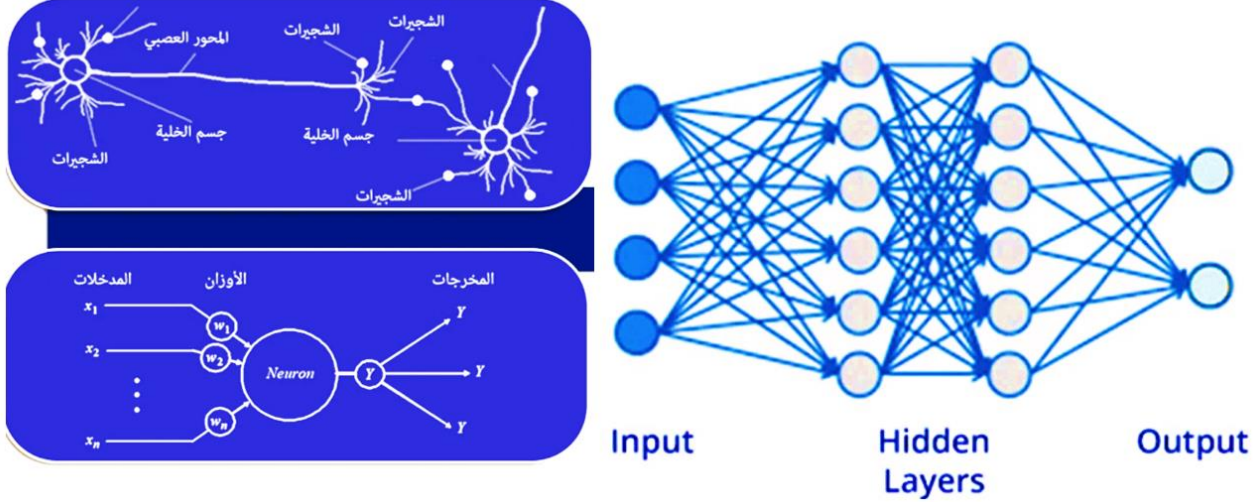 الشجيرات
المحور العصبي
الشجيرات
جسم الخلية
جسم الخلية
الشجيرات
الشجيرات
المدخلات
الأوزان
المخرجات
x1
w1
Y
x2
w2
Neuron
Y
Y
wn
Y
xn
Input
Hidden
Layers
Output